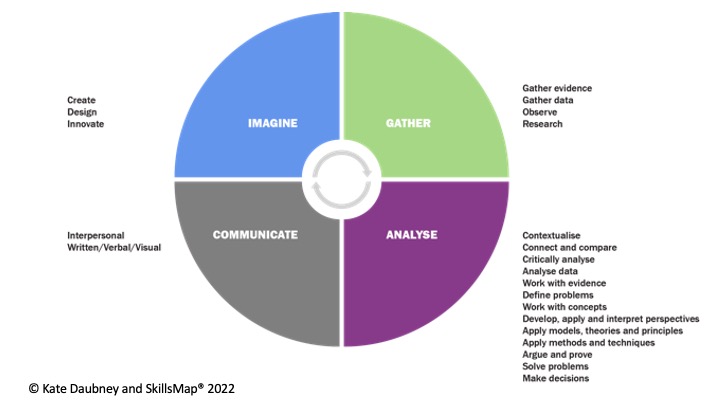 IMAGINE
Create
Design
Innovate
GATHER
Gather evidence
Gather data
Observe
Research
COMMUNICATE
Interpersonal
Written/Verbal/Visual
ANALYSE
Contextualise
Connect and compare
Critically analyse
Analyse data
Work with evidence
Define problems
Work with concepts
Develop, apply and interpret perspectives
Apply models, theories and principles
Apply methods and techniques
Argue and prove
Solve problems
Make decisions
© Kate Daubney and SkillsMap® 2022